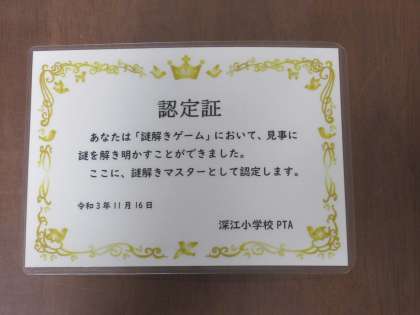 認定証
あなたは「謎解きゲーム」において、見事に
謎を解き明かすことができました。
ここに、謎解きマスターとして認定します。
令和3年11月16日
深江小学校 PTA